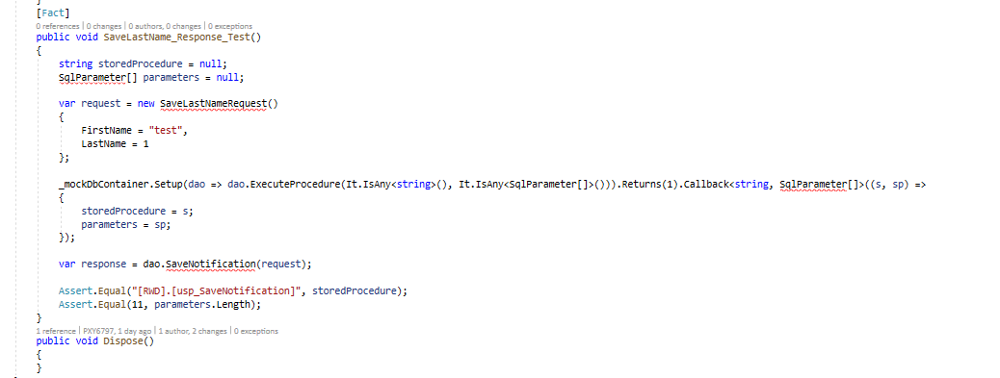 }
[Fact]
0 references | 0 changes | 0 authors, 0 changes | 0 exceptions
public void SaveLastName_Response_Test()
{
string storedProcedure = null;
SqlParameter[] parameters = null;
var request = new SaveLastNameRequest()
{
FirstName = "test",
LastName = 1
};
_mockDbContainer.Setup(dao => dao.ExecuteProcedure(It.IsAny<string>(), It.IsAny<SqlParameter[]>())).Returns(1).Callback<string, SqlParameter[]>((s, sp) =>
{
storedProcedure = s;
parameters = sp;
});
var response = dao.SaveNotification(request);
Assert.Equal("[RWD].[usp_SaveNotification]", storedProcedure);
Assert.Equal(11, parameters.Length);
}
1 reference | PXY6797, 1 day ago | 1 author, 2 changes | 0 exceptions
public void Dispose()
{
}